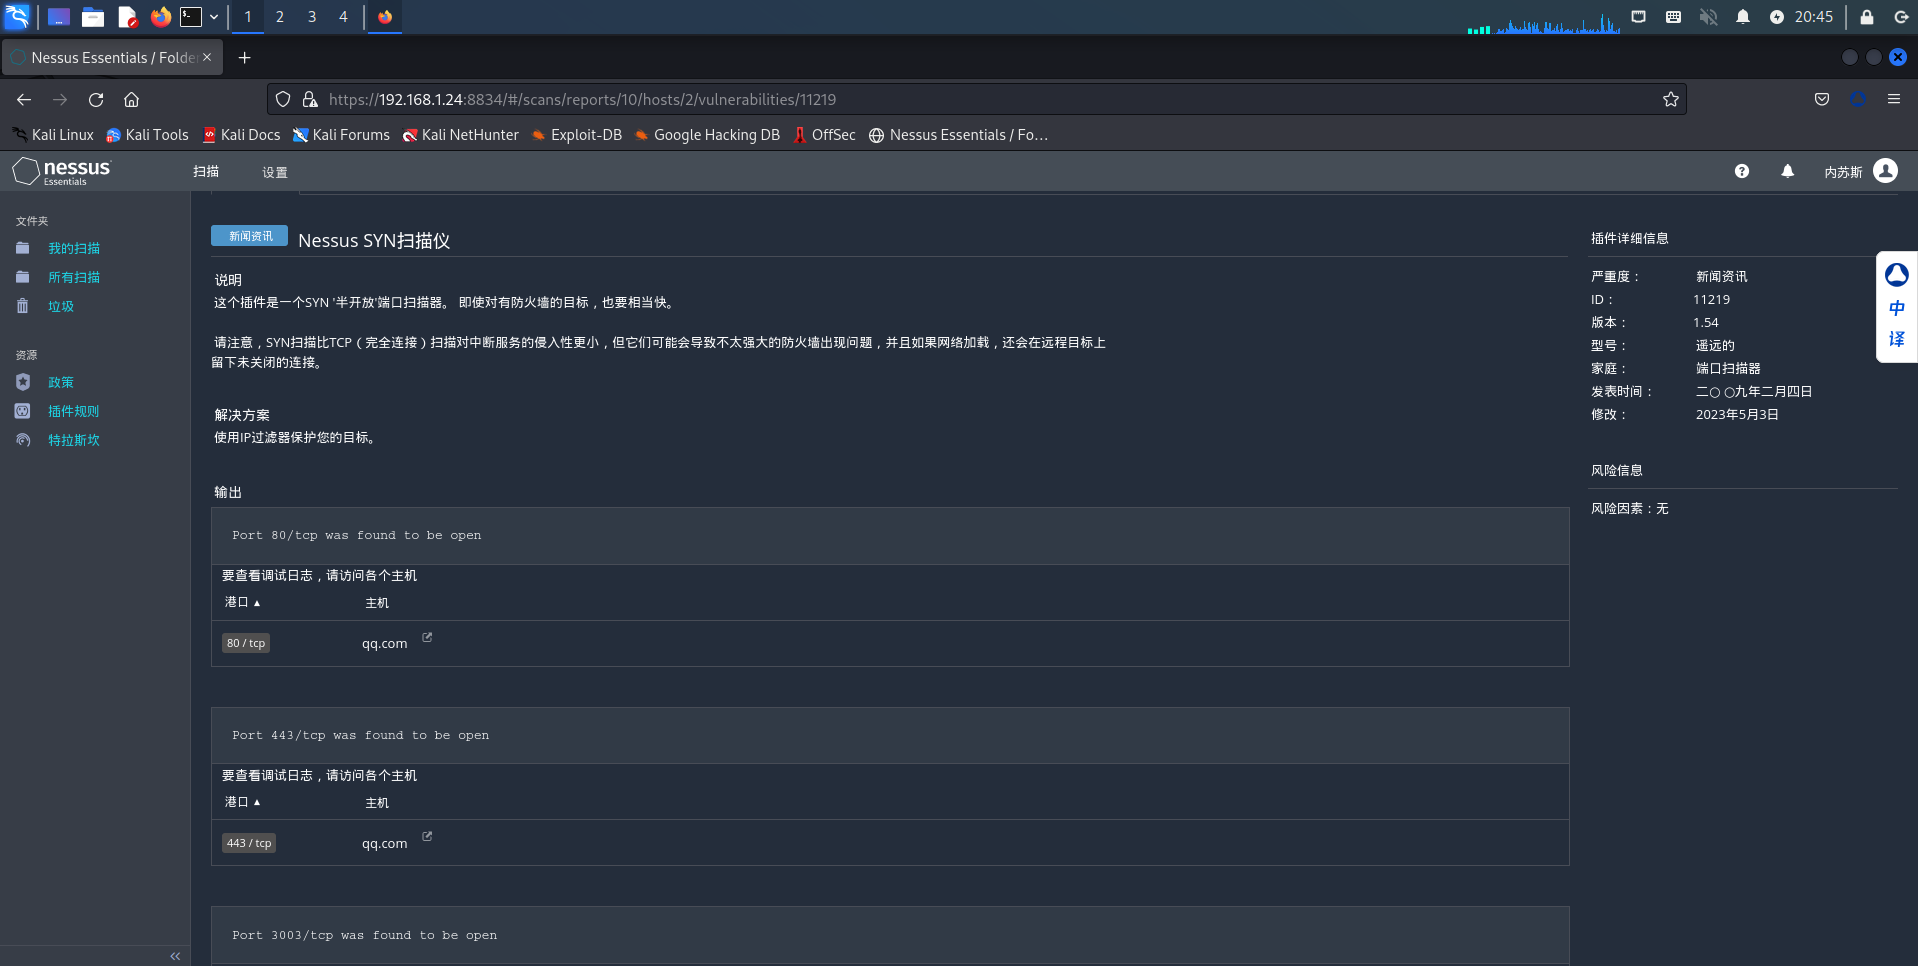 1 2 3 4
20:45
Nessus Essentials / Folde
https://192.168.1.24:8834/#/scans/reports/10/hosts/2/vulnerabilities/11219
Kali Linux Kali Tools Kali Docs Kali Forums Kali NetHunter Exploit-DB Google Hacking DB OffSec Nessus Essentials / Fo…
nessus
Essentials
扫描 设置
内苏斯
文件夹
我的扫描
所有扫描
垃圾
资源
政策
插件规则
特拉斯坎
新闻资讯 Nessus SYN扫描仪
说明
这个插件是一个SYN '半开放'端口扫描器。 即使对有防火墙的目标，也要相当快。
请注意，SYN扫描比TCP（完全连接）扫描对中断服务的侵入性更小，但它们可能会导致不太强大的防火墙出现问题，并且如果网络加载，还会在远程目标上
留下未关闭的连接。
解决方案
使用IP过滤器保护您的目标。
输出
Port 80/tcp was found to be open
要查看调试日志，请访问各个主机
港口 ▲ 主机
80 / tcp qq.com
Port 443/tcp was found to be open
要查看调试日志，请访问各个主机
港口 ▲ 主机
443 / tcp qq.com
Port 3003/tcp was found to be open
插件详细信息
严重度： 新闻资讯
ID： 11219
版本： 1.54
型号： 遥远的
家庭： 端口扫描器
发表时间： 二○ ○九年二月四日
修改： 2023年5月3日
风险信息
风险因素：无
中
译